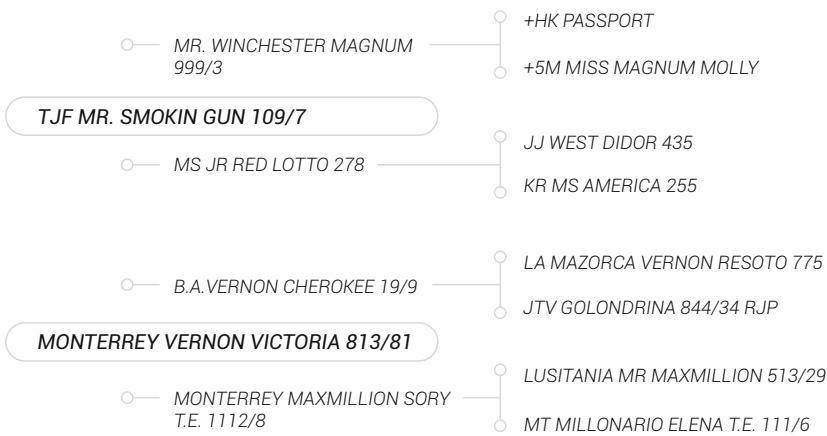 +HK PASSPORT
MR. WINCHESTER MAGNUM
999/3
+5M MISS MAGNUM MOLLY
TJF MR. SMOKIN GUN 109/7
JJ WEST DIDOR 435
MS JR RED LOTTO 278
KR MS AMERICA 255
LA MAZORCA VERNON RESOTO 775
B.A.VERNON CHEROKEE 19/9
JTV GOLONDRINA 844/34 RJP
MONTERREY VERNON VICTORIA 813/81
LUSITANIA MR MAXMILLION 513/29
MONTERREY MAXMILLION SORY
T.E. 1112/8
MT MILLONARIO ELENA T.E. 111/6